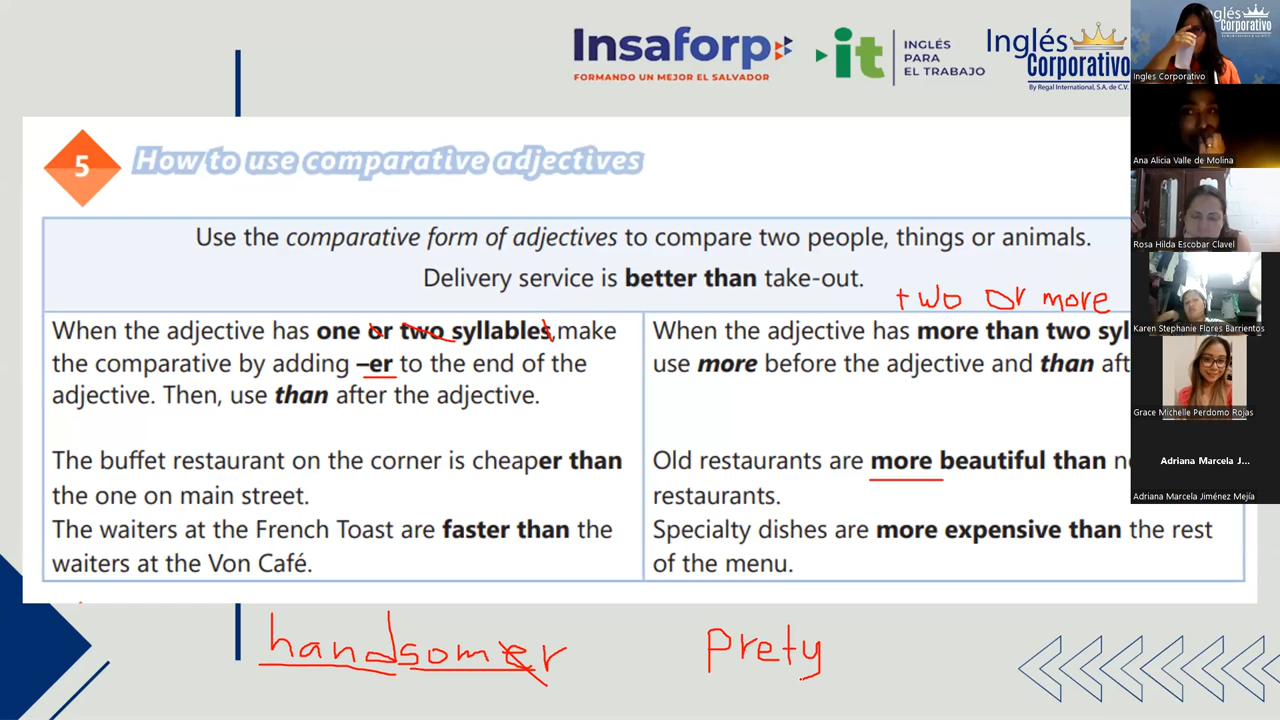 Insaforp
FORMANDO UN MEJOR EL SALVADOR
it
INGLÉS
PARA
EL TRABAJO
Inglés
Corporativo
By Regal International, S.A. de C.V.
Inglés
Corporativo
Ingles Corporativo
Ana Alicia Valle de Molina
Rosa Hilda Escobar Clavel
Karen Stephanie Flores Barrientos
Grace Michelle Perdomo Rojas
Adriana Marcela J...
Adriana Marcela Jiménez Mejía
5
How to use comparative adjectives
Use the comparative form of adjectives to compare two people, things or animals.
Delivery service is better than take-out.
two or more
When the adjective has one or two syllables, make
the comparative by adding –er to the end of the
adjective. Then, use than after the adjective.
The buffet restaurant on the corner is cheaper than
the one on main street.
The waiters at the French Toast are faster than the
waiters at the Von Café.
When the adjective has more than two syl
use more before the adjective and than aft
Old restaurants are more beautiful than n
restaurants.
Specialty dishes are more expensive than the rest
of the menu.
handsomer
Prety